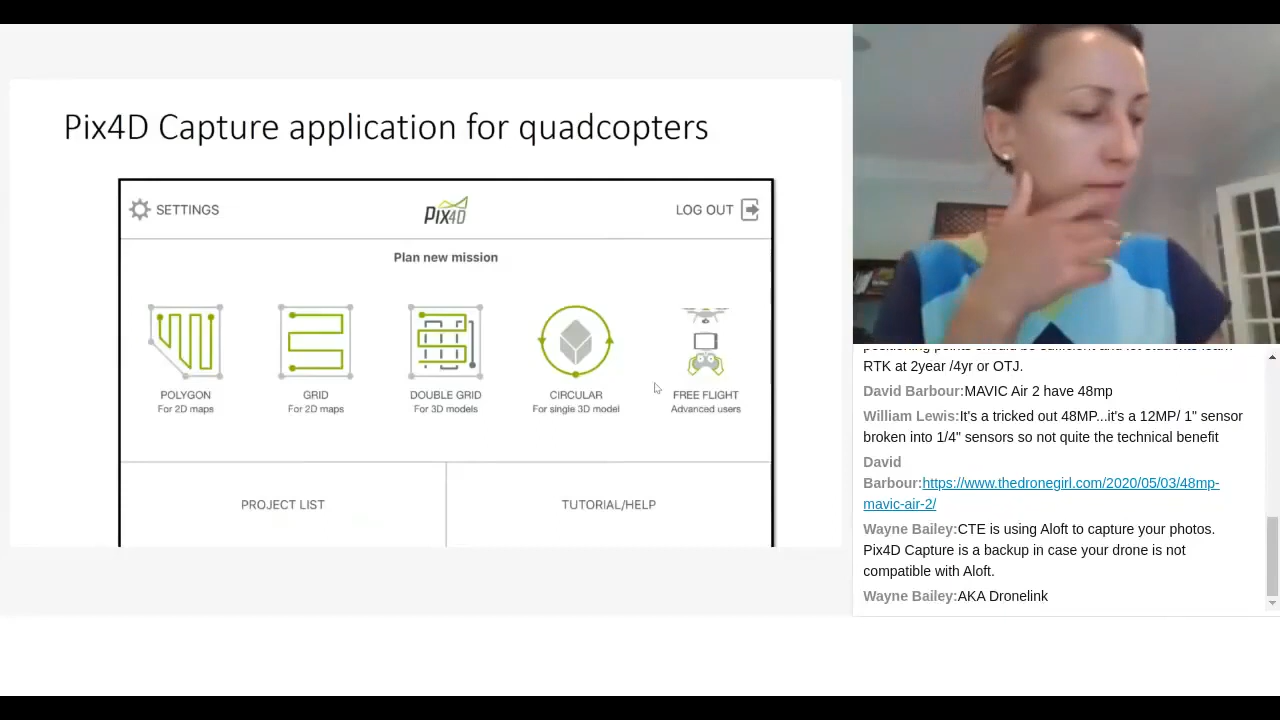 Pix4D Capture application for quadcopters
SETTINGS
PIX4D
LOG OUT
Plan new mission
POLYGON
For 2D maps
GRID
For 2D maps
DOUBLE GRID
For 3D models
CIRCULAR
For single 3D model
FREE FLIGHT
Advanced users
PROJECT LIST
TUTORIAL/HELP
RTK at 2year /4yr or OTJ.
David Barbour:MAVIC Air 2 have 48mp
William Lewis:It's a tricked out 48MP...it's a 12MP/ 1" sensor
broken into 1/4" sensors so not quite the technical benefit
David
Barbour:https://www.thedronegirl.com/2020/05/03/48mp-
mavic-air-2/
Wayne Bailey:CTE is using Aloft to capture your photos.
Pix4D Capture is a backup in case your drone is not
compatible with Aloft.
Wayne Bailey:AKA Dronelink